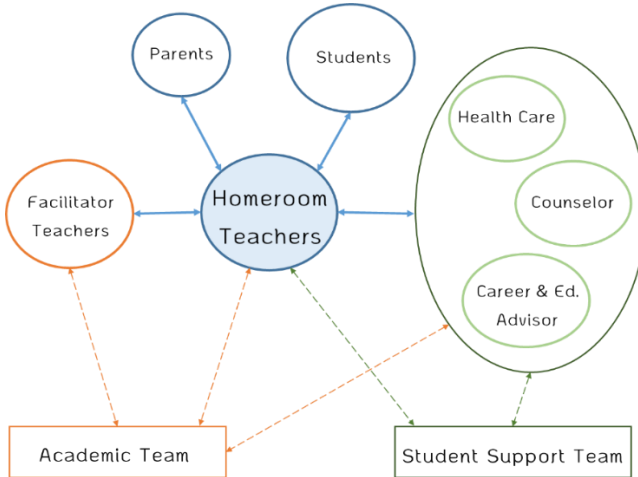 Parents
Students
Health Care
Homeroom
Teachers
Facilitator
Teachers
Counselor
Career & Ed.
Advisor
Academic Team
Student Support Team